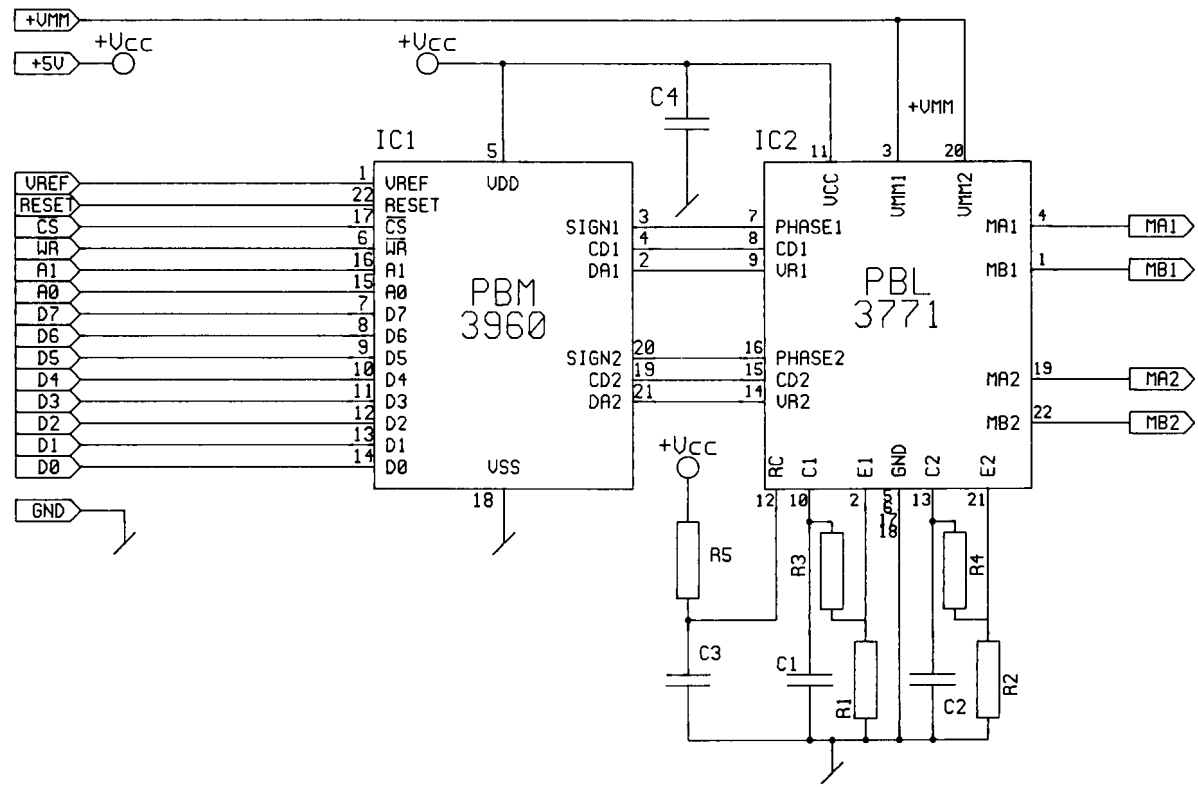 +VMM
+5V
+Vcc
+Vcc
C4
+VMM
IC1
5
VDD
IC2
11
3
20
VCC
VMM1
VMM2
VREF 1 VREF
RESET 22 RESET
CS 17 CS
WR 6 WR
A1 16 A1
A0 15 A0
D7 7 D7
D6 8 D6
D5 9 D5
D4 10 D4
D3 11 D3
D2 12 D2
D1 13 D1
D0 14 D0
GND
PBM
3960
SIGN1 3 7 PHASE1
CD1 4 8 CD1
DA1 2 9 VR1
SIGN2 20 16 PHASE2
CD2 19 15 CD2
DA2 21 14 VR2
VSS
18
PBL
3771
MA1 4 MA1
MB1 1 MB1
MA2 19 MA2
MB2 22 MB2
+Vcc
RC
C1
E1
GND
C2
E2
12
10
2
5
6
17
18
13
21
R5
R3
R4
C3
C1
R1
C2
R2